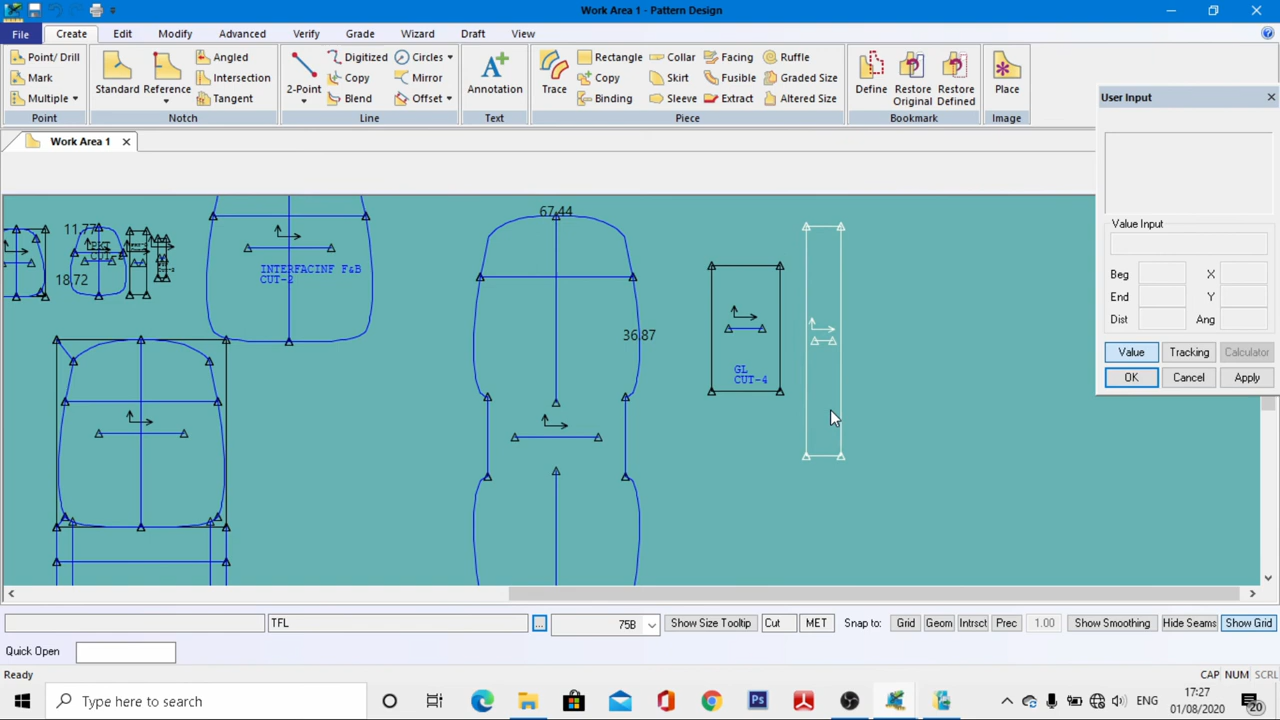 Work Area 1 - Pattern Design
File Create Edit Modify Advanced Verify Grade Wizard Draft View
Point/ Drill Angled Digitized Circles Rectangle Collar Facing Ruffle
Mark Standard Reference Intersection 2-Point Copy Mirror Annotation Trace Copy Skirt Fusible Graded Size Define Restore Original Restore Defined Place
Multiple Tangent Blend Offset Binding Sleeve Extract Altered Size
Point Notch Line Text Piece Bookmark Image
User Input
Work Area 1
Value Input
Beg X
End Y
Dist Ang
Value Tracking Calculator
OK Cancel Apply
67.44
11.77
18.72
INTERFACINF F&B
CUT-2
36.87
GL
CUT-4
TFL ... 75B Show Size Tooltip Cut MET Snap to: Grid Geom Intrsct Prec 1.00 Show Smoothing Hide Seams Show Grid
Quick Open
Ready CAP NUM SCRL
Type here to search ENG 17:27
01/08/2020 20